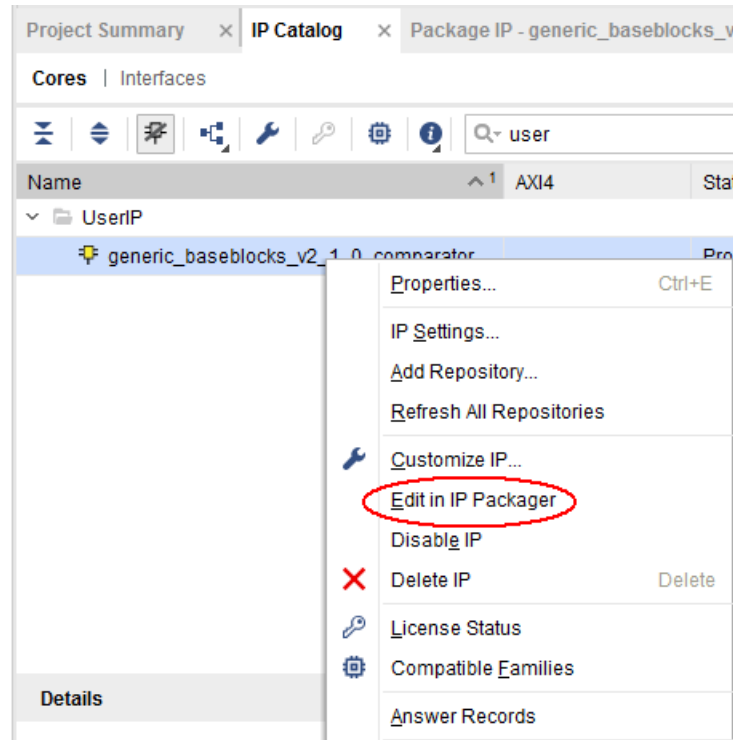 Project Summary × IP Catalog × Package IP - generic_baseblocks_v
Cores | Interfaces
user
Name 1 AXI4 Sta
UserIP
generic_baseblocks_v2_1_0_comparator Pro
Properties... Ctrl+E
IP Settings...
Add Repository...
Refresh All Repositories
Customize IP...
Edit in IP Packager
Disable IP
Delete IP Delete
License Status
Compatible Families
Details
Answer Records